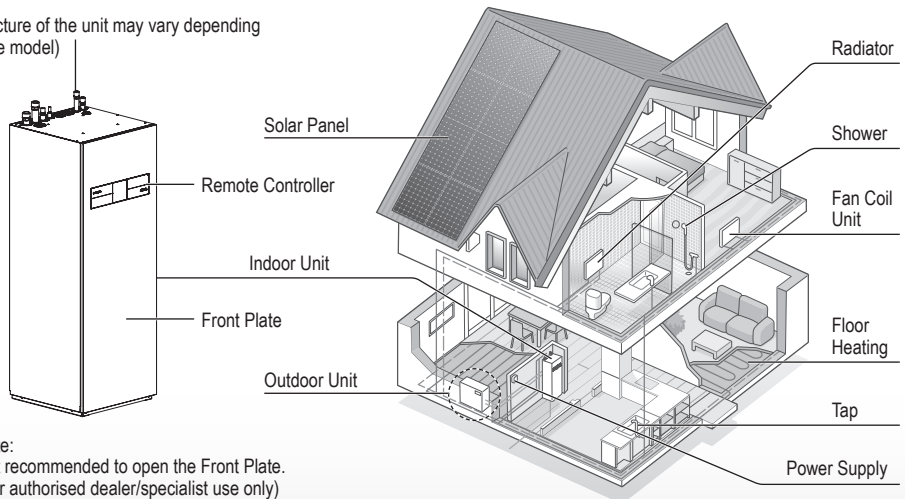 cture of the unit may vary depending
e model)
Solar Panel
Remote Controller
Indoor Unit
Front Plate
Outdoor Unit
Radiator
Shower
Fan Coil
Unit
Floor
Heating
Tap
Power Supply
te:
t recommended to open the Front Plate.
r authorised dealer/specialist use only)